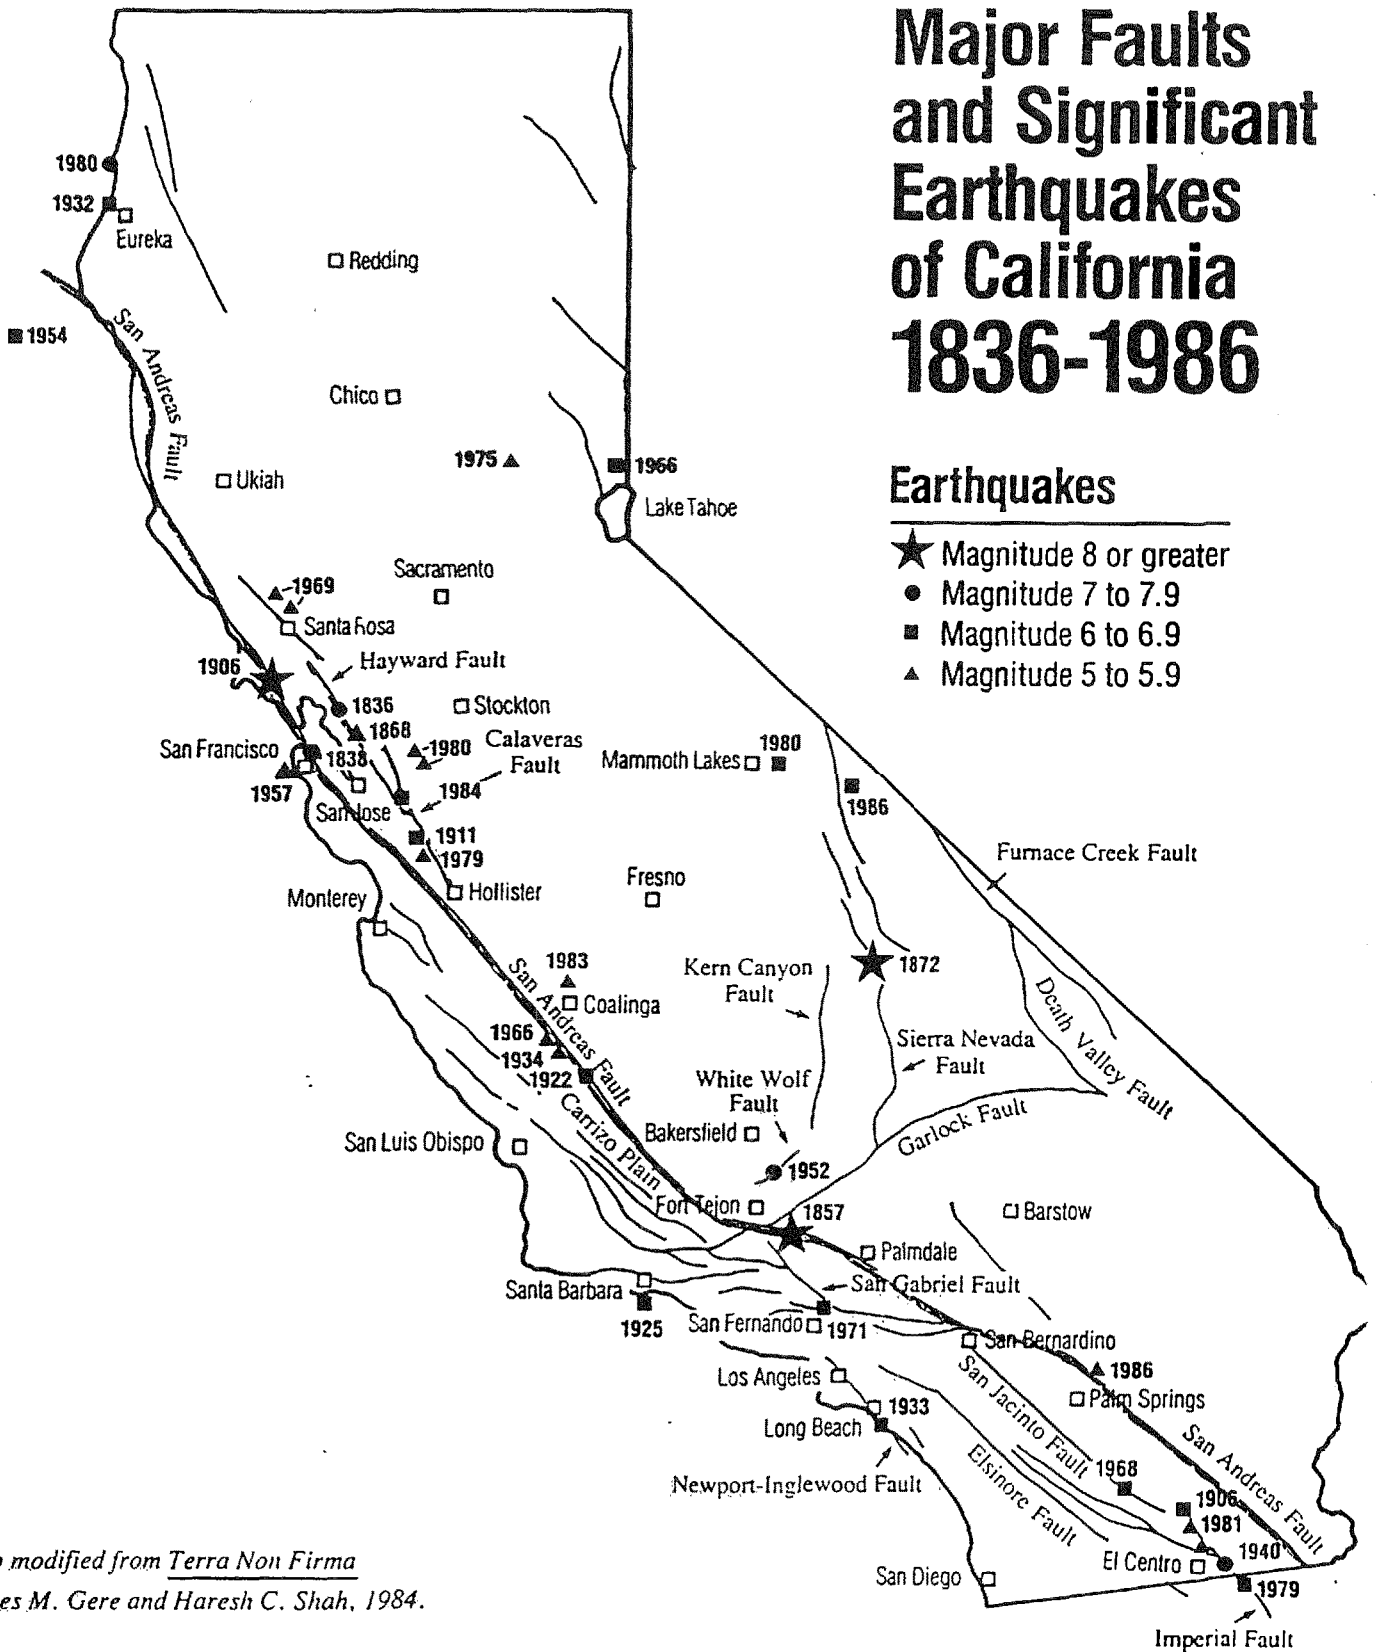 Major Faults
and Significant
Earthquakes
of California
1836-1986
Earthquakes
Magnitude 8 or greater
Magnitude 7 to 7.9
Magnitude 6 to 6.9
Magnitude 5 to 5.9
1980
1932
Eureka
Redding
1954
San Andreas Fault
Chico
1975
1966
Ukiah
Lake Tahoe
Sacramento
1969
Santa Rosa
1906
Hayward Fault
1836
Stockton
1868
San Francisco
1838
1980
Calaveras
Fault
Mammoth Lakes
1980
1957
1984
1986
San Jose
1911
1979
Furnace Creek Fault
Hollister
Fresno
Monterey
1983
Coalinga
San Andreas Fault
Kern Canyon
Fault
1872
1966
1934
1922
Sierra Nevada
Fault
Death Valley Fault
White Wolf
Fault
Carrizo Plain
Bakersfield
Garlock Fault
San Luis Obispo
1952
Fort Tejon
1857
Barstow
Palmdale
San Gabriel Fault
Santa Barbara
1925
San Fernando
1971
San Bernardino
1986
Los Angeles
Palm Springs
San Jacinto Fault
1933
Long Beach
San Andreas Fault
Newport-Inglewood Fault
Elsinore Fault
1968
1906
1981
1940
El Centro
San Diego
1979
Imperial Fault
modified from Terra Non Firma
es M. Gere and Haresh C. Shah, 1984.